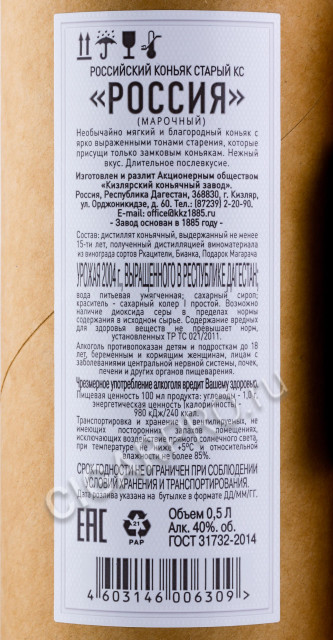 РОССИЙСКИЙ КОНЬЯК СТАРЫЙ КС
«РОССИЯ»
(МАРОЧНЫЙ)
Необычайно мягкий и благородный коньяк с
ярко выраженными тонами старения, которые
присущи только замковым коньякам. Нежный
вкус. Длительное послевкусие.
Изготовлен и разлит Акционерным обществом
«Кизлярский коньячный завод».
Россия, Республика Дагестан, 368830, г. Кизляр,
ул. Орджоникидзе, д. 60. Тел.: (87239) 2-20-90.
E-mail: office@kkz1885.ru
- Завод основан в 1885 году -
Состав: дистиллят коньячный, выдержанный не менее
15-ти лет, полученный дистилляцией виноматериала
из винограда сортов Ркацители, Бианка, Подарок Магарача
УРОЖАЯ 2004 г., ВЫРАЩЕННОГО В РЕСПУБЛИКЕ ДАГЕСТАН;
вода питьевая умягченная; сахарный сироп;
краситель - сахарный колер I простой. Возможно
наличие диоксида серы в пределах нормы
содержания в исходном сырье. Содержание вредных
для здоровья веществ не превышает норм,
установленных ТР ТС 021/2011.
Алкоголь противопоказан детям и подросткам до 18
лет, беременным и кормящим женщинам, лицам с
заболеваниями центральной нервной системы, почек,
печени и других органов пищеварения.
Чрезмерное употребление алкоголя вредит Вашему здоровью.
Пищевая ценность 100 мл продукта: углеводы - 1,0 г,
энергетическая ценность (калорийность) -
980 кДж/240 ккал.
Транспортировка и хранение в вентилируемых, не
имеющих посторонних запахов помещениях,
исключающих воздействие прямого солнечного света,
при температуре не ниже +5°С и относительной
влажности не более 85%.
СРОК ГОДНОСТИ НЕ ОГРАНИЧЕН ПРИ СОБЛЮДЕНИИ
УСЛОВИЙ ХРАНЕНИЯ И ТРАНСПОРТИРОВАНИЯ.
Дата розлива указана на бутылке в формате ДД/ММ/ГГ.
EAC
21
PAP
Объем 0,5 Л
Алк. 40% об.
ГОСТ 31732-2014
4603146006309